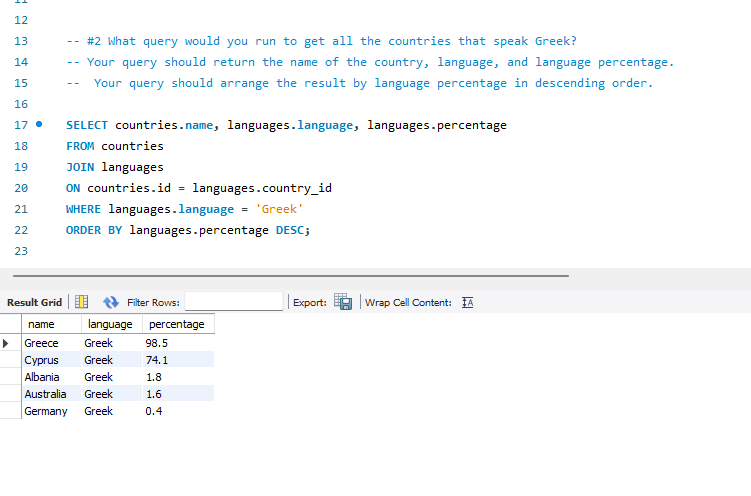 12
13 -- #2 What query would you run to get all the countries that speak Greek?
14 -- Your query should return the name of the country, language, and language percentage.
15 --  Your query should arrange the result by language percentage in descending order.
16
17 SELECT countries.name, languages.language, languages.percentage
18 FROM countries
19 JOIN languages
20 ON countries.id = languages.country_id
21 WHERE languages.language = 'Greek'
22 ORDER BY languages.percentage DESC;
23
Result Grid Filter Rows: Export: Wrap Cell Content: IA
name language percentage
Greece Greek 98.5
Cyprus Greek 74.1
Albania Greek 1.8
Australia Greek 1.6
Germany Greek 0.4